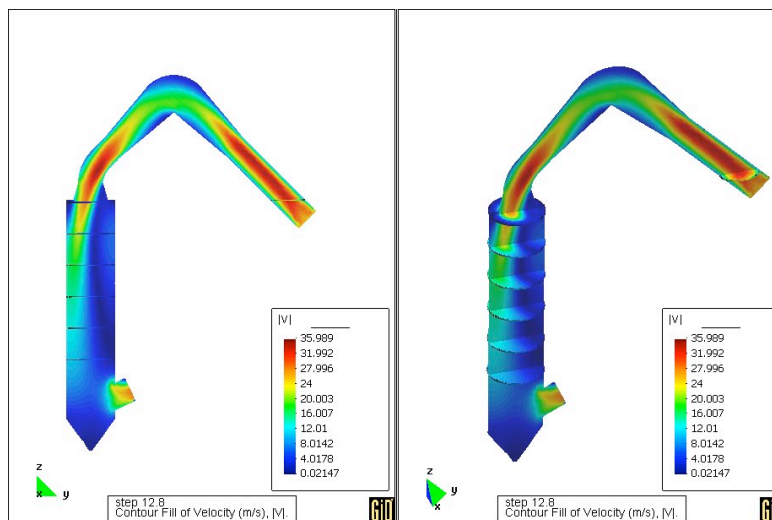 |V|
35.989
31.992
27.996
24
20.003
16.007
12.01
8.0142
4.0178
0.02147
z
x
y
step 12.8
Contour Fill of Velocity (m/s), |V|.
GiD
|V|
35.989
31.992
27.996
24
20.003
16.007
12.01
8.0142
4.0178
0.02147
z
y
x
step 12.8
Contour Fill of Velocity (m/s), |V|.
GiD